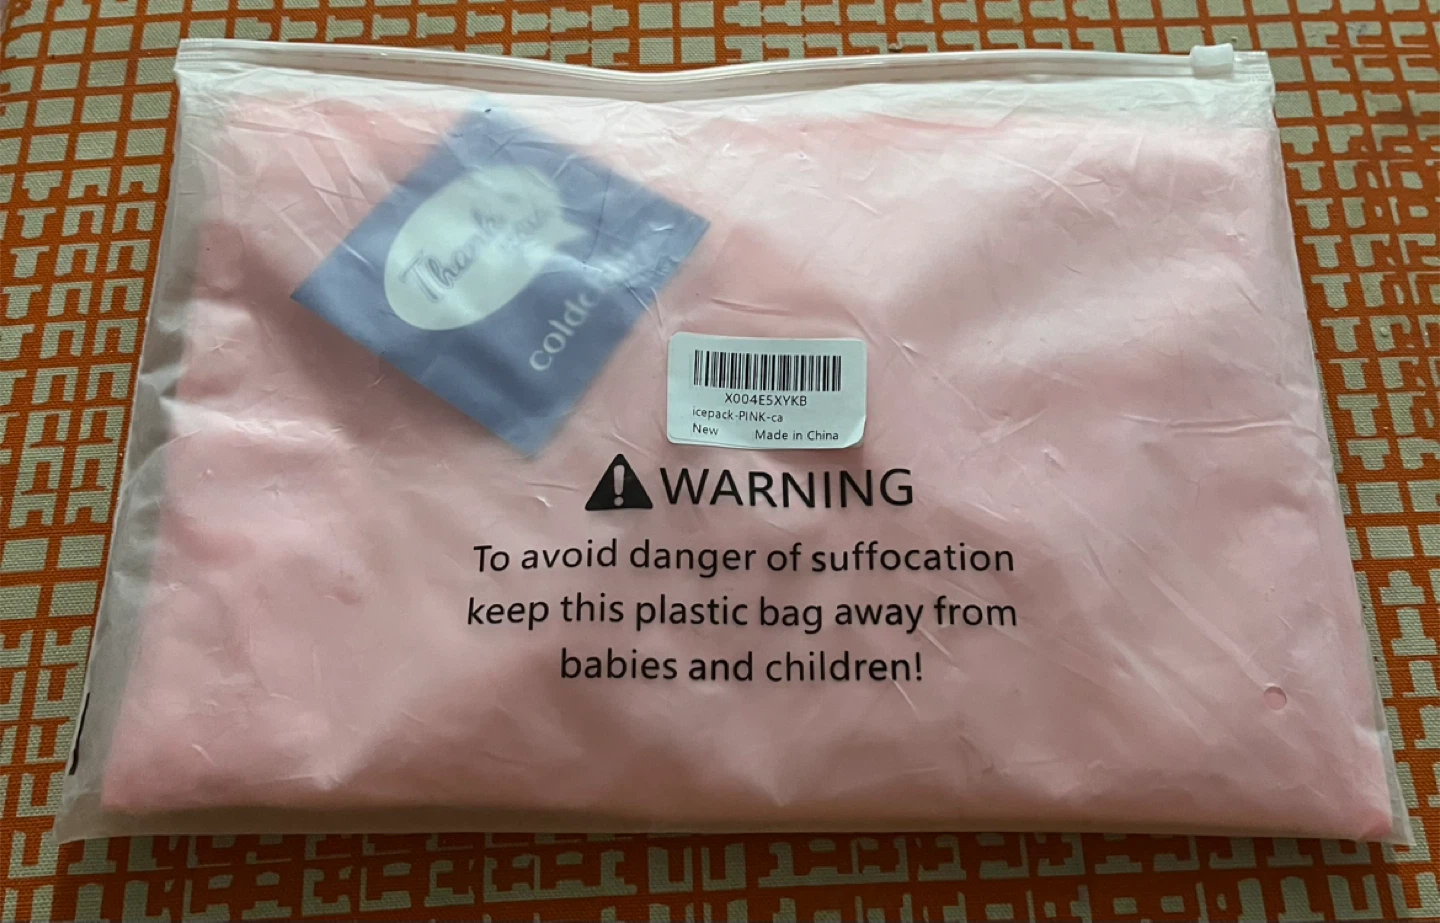 Thank
X004E5XYKB
icepack-PINK-ca
New Made in China
WARNING
To avoid danger of suffocation
keep this plastic bag away from
babies and children!